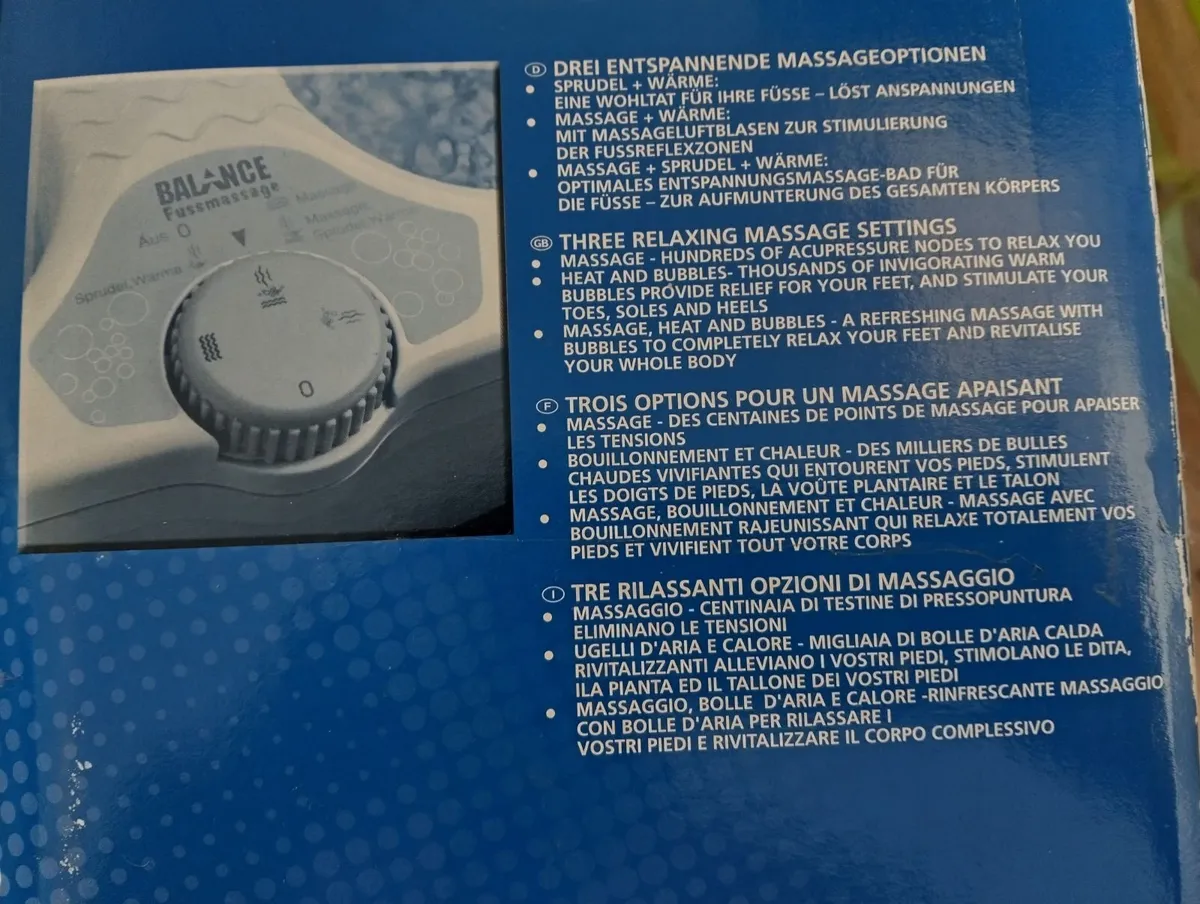 BALANCE
Fussmassage
Aus 0
Massage
Massage,
Sprudel, Wärme
Sprudel, Wärme
0
D DREI ENTSPANNENDE MASSAGEOPTIONEN
• SPRUDEL + WÄRME:
EINE WOHLTAT FÜR IHRE FÜSSE – LÖST ANSPANNUNGEN
• MASSAGE + WÄRME:
MIT MASSAGELUFTBLASEN ZUR STIMULIERUNG
DER FUSSREFLEXZONEN
• MASSAGE + SPRUDEL + WÄRME:
OPTIMALES ENTSPANNUNGSMASSAGE-BAD FÜR
DIE FÜSSE – ZUR AUFMUNTERUNG DES GESAMTEN KÖRPERS
GB THREE RELAXING MASSAGE SETTINGS
• MASSAGE - HUNDREDS OF ACUPRESSURE NODES TO RELAX YOU
• HEAT AND BUBBLES- THOUSANDS OF INVIGORATING WARM
BUBBLES PROVIDE RELIEF FOR YOUR FEET, AND STIMULATE YOUR
TOES, SOLES AND HEELS
• MASSAGE, HEAT AND BUBBLES - A REFRESHING MASSAGE WITH
BUBBLES TO COMPLETELY RELAX YOUR FEET AND REVITALISE
YOUR WHOLE BODY
F TROIS OPTIONS POUR UN MASSAGE APAISANT
• MASSAGE - DES CENTAINES DE POINTS DE MASSAGE POUR APAISER
LES TENSIONS
• BOUILLONNEMENT ET CHALEUR - DES MILLIERS DE BULLES
CHAUDES VIVIFIANTES QUI ENTOURENT VOS PIEDS, STIMULENT
LES DOIGTS DE PIEDS, LA VOÛTE PLANTAIRE ET LE TALON
• MASSAGE, BOUILLONNEMENT ET CHALEUR - MASSAGE AVEC
BOUILLONNEMENT RAJEUNISSANT QUI RELAXE TOTALEMENT VOS
PIEDS ET VIVIFIENT TOUT VOTRE CORPS
I TRE RILASSANTI OPZIONI DI MASSAGGIO
• MASSAGGIO - CENTINAIA DI TESTINE DI PRESSOPUNTURA
ELIMINANO LE TENSIONI
• UGELLI D'ARIA E CALORE - MIGLIAIA DI BOLLE D'ARIA CALDA
RIVITALIZZANTI ALLEVIANO I VOSTRI PIEDI, STIMOLANO LE DITA,
ILA PIANTA ED IL TALLONE DEI VOSTRI PIEDI
• MASSAGGIO, BOLLE D'ARIA E CALORE -RINFRESCANTE MASSAGGIO
CON BOLLE D'ARIA PER RILASSARE I
VOSTRI PIEDI E RIVITALIZZARE IL CORPO COMPLESSIVO